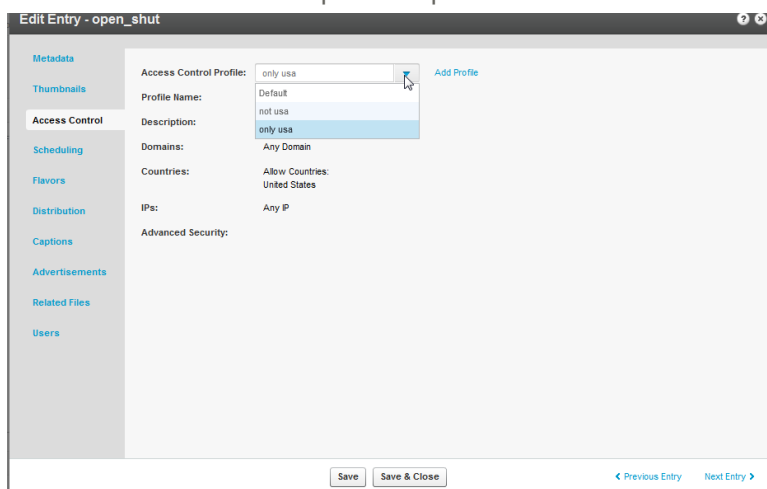 Edit Entry - open_shut
Metadata
Thumbnails
Access Control
Scheduling
Flavors
Distribution
Captions
Advertisements
Related Files
Users
Access Control Profile: only usa Add Profile
Default
not usa
only usa
Profile Name:
Description:
Domains: Any Domain
Countries: Allow Countries:
United States
IPs: Any IP
Advanced Security:
Save Save & Close Previous Entry Next Entry